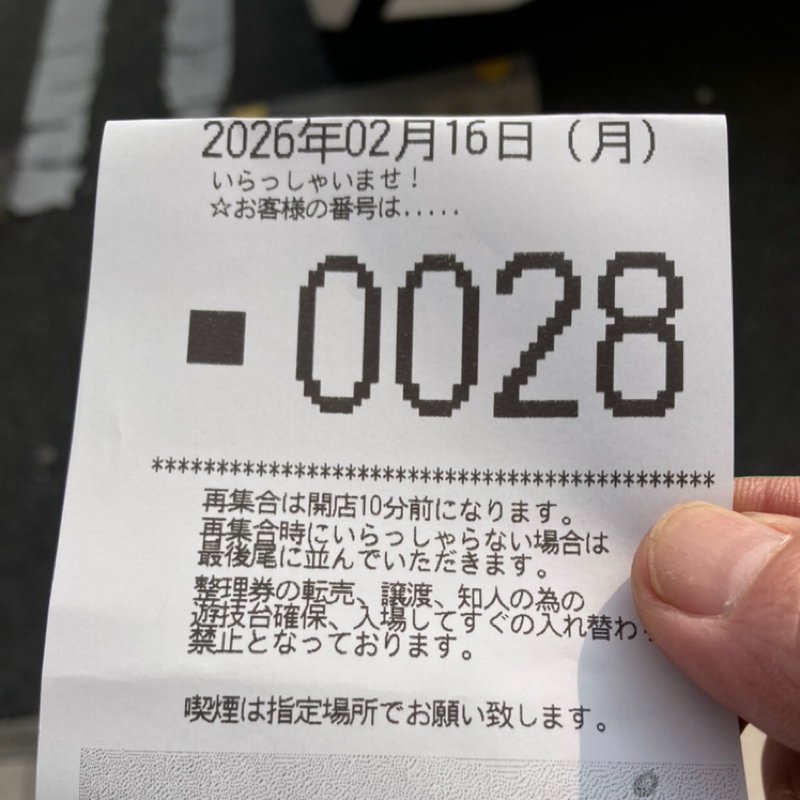 2026年02月16日（月）
いらっしゃいませ！
☆お客様の番号は.....
■0028
*******************************************
再集合は開店10分前になります。
再集合時にいらっしゃらない場合は
最後尾に並んでいただきます。
整理券の転売、譲渡、知人の為の
遊技台確保、入場してすぐの入れ替わ
禁止となっております。
喫煙は指定場所でお願い致します。